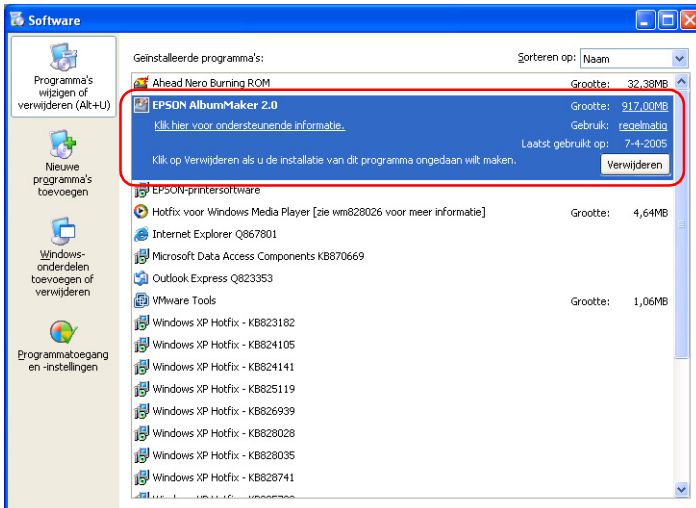 Software
Programma's
wijzigen of
verwijderen (Alt+U)
Nieuwe
programma's
toevoegen
Windows-
onderdelen
toevoegen of
verwijderen
Programmatoegang
en -instellingen
Geïnstalleerde programma's: Sorteren op: Naam
Ahead Nero Burning ROM Grootte: 32,38MB
EPSON AlbumMaker 2.0 Grootte: 917,00MB
Klik hier voor ondersteunende informatie. Gebruik: regelmatig
Laatst gebruikt op: 7-4-2005
Klik op Verwijderen als u de installatie van dit programma ongedaan wilt maken. Verwijderen
EPSON-printersoftware
Hotfix voor Windows Media Player [zie wm828026 voor meer informatie] Grootte: 4,64MB
Internet Explorer Q867801
Microsoft Data Access Components KB870669
Outlook Express Q823353
VMware Tools Grootte: 1,06MB
Windows XP Hotfix - KB823182
Windows XP Hotfix - KB824105
Windows XP Hotfix - KB824141
Windows XP Hotfix - KB825119
Windows XP Hotfix - KB826939
Windows XP Hotfix - KB828028
Windows XP Hotfix - KB828035
Windows XP Hotfix - KB828741